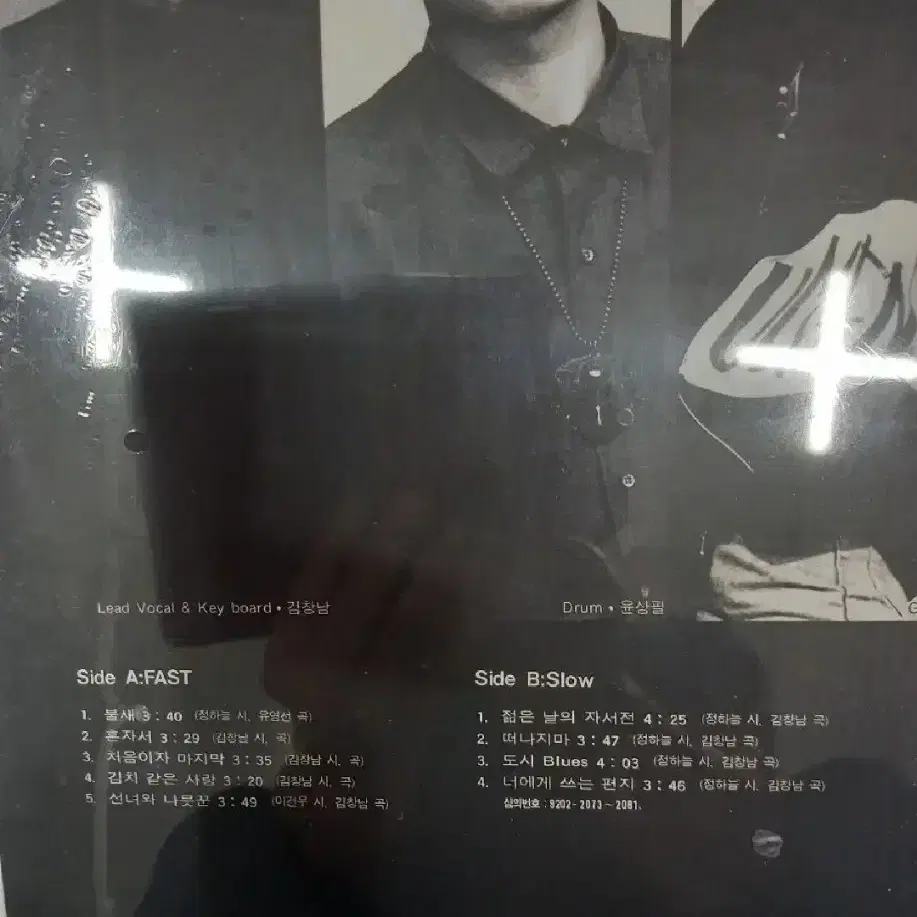 Lead Vocal & Key board • 김창남
Drum • 윤상필
Side A:FAST
1. 불새 3 : 40 (정하늘 시, 유영선 곡)
2. 혼자서 3 : 29 (김창남 시, 곡)
3. 처음이자 마지막 3 : 35 (김창남 시, 곡)
4. 김치 같은 사랑 3 : 20 (김창남 시, 곡)
5. 선녀와 나뭇꾼 3 : 49 (이건우 시, 김창남 곡)
Side B:Slow
1. 젊은 날의 자서전 4 : 25 (정하늘 시, 김창남 곡)
2. 떠나지마 3 : 47 (정하늘 시, 김창남 곡)
3. 도시 Blues 4 : 03 (정하늘 시, 김창남 곡)
4. 너에게 쓰는 편지 3 : 46 (정하늘 시, 김창남 곡)
심의번호 : 9202 - 2073 ~ 2081.